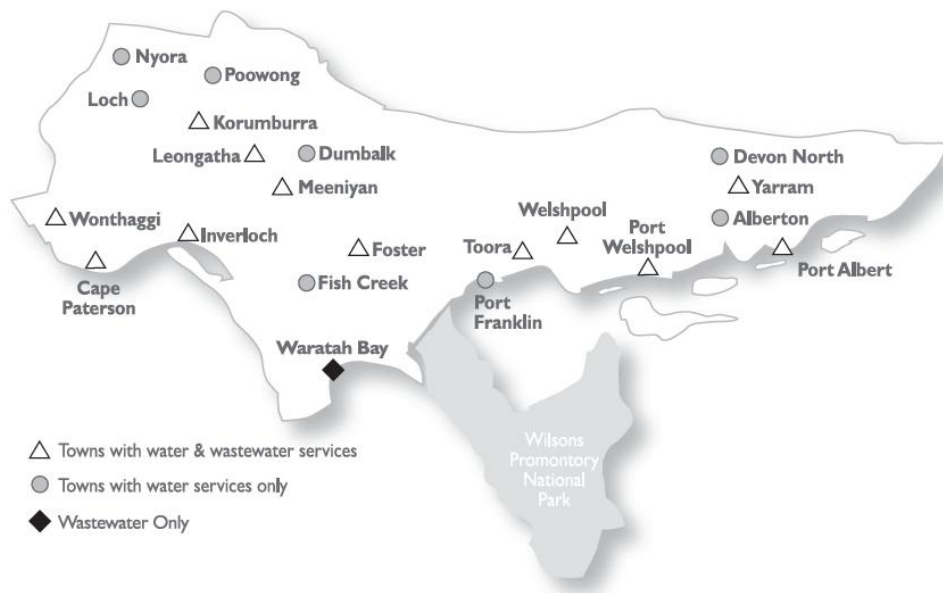 Nyora
Poowong
Loch
Korumburra
Leongatha
Dumbalk
Devon North
Meeniyan
Yarram
Wonthaggi
Inverloch
Welshpool
Port
Welshpool
Alberton
Foster
Toora
Port Albert
Cape
Paterson
Fish Creek
Port
Franklin
Waratah Bay
Wilsons
Promontory
National
Park
Towns with water & wastewater services
Towns with water services only
Wastewater Only